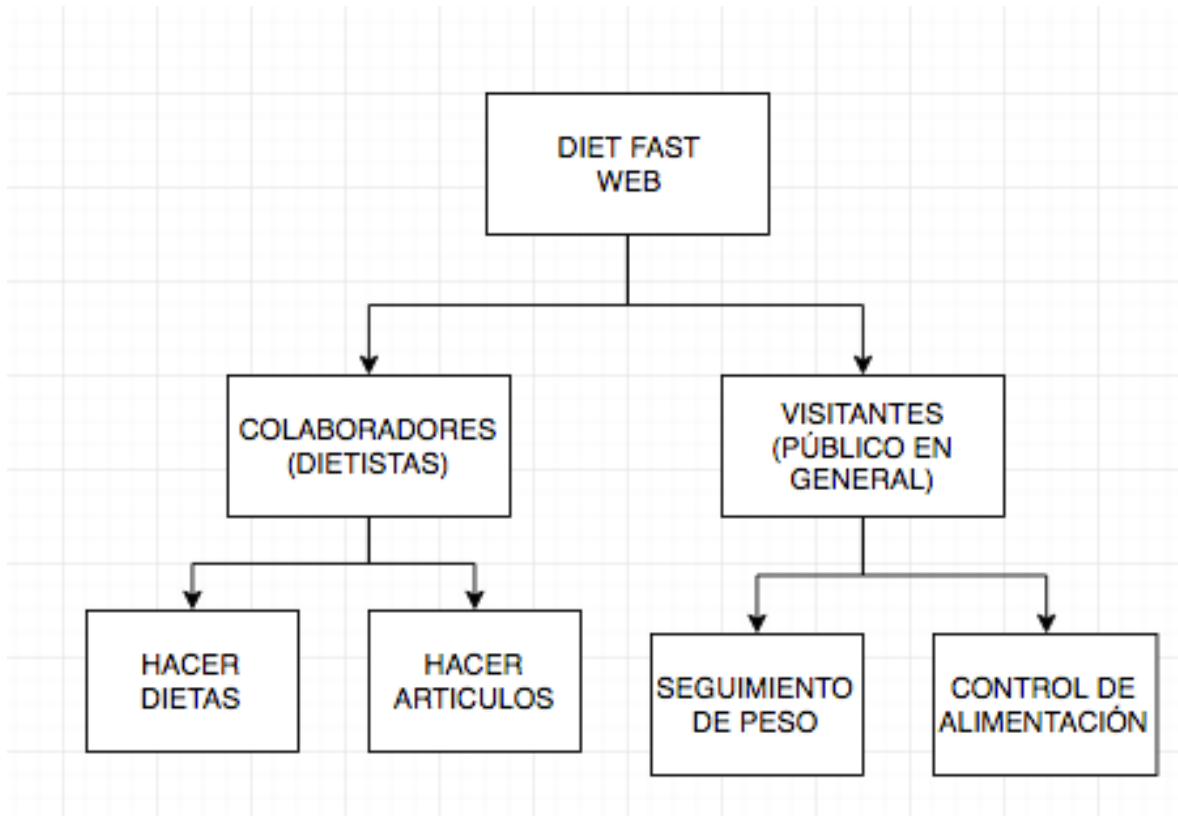 DIET FAST
WEB
COLABORADORES
(DIETISTAS)
VISITANTES
(PÚBLICO EN
GENERAL)
HACER
DIETAS
HACER
ARTICULOS
SEGUIMIENTO
DE PESO
CONTROL DE
ALIMENTACIÓN